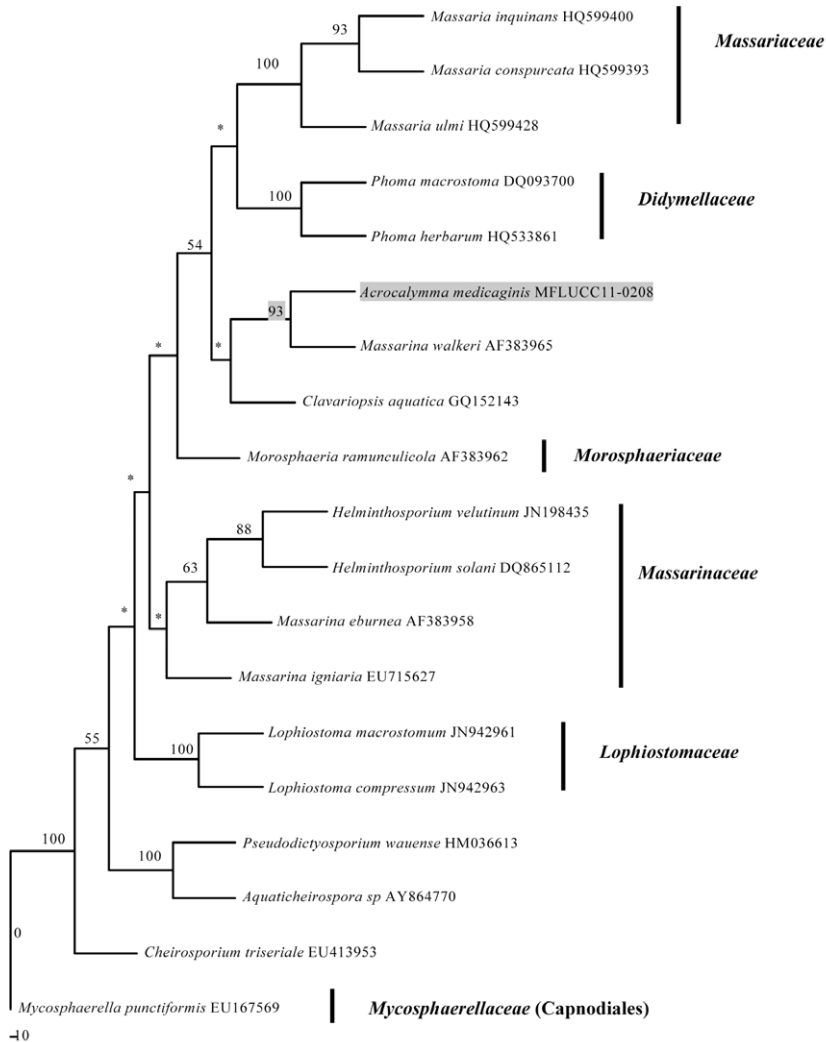 93
Massaria inquinans HQ599400
Massariaceae
100
Massaria conspurcata HQ599393
*
Massaria ulmi HQ599428
Phoma macrostoma DQ093700
100
Didymellaceae
54
Phoma herbarum HQ533861
Acrocalymma medicaginis MFLUCC11-0208
93
*
*
Massarina walkeri AF383965
Clavariopsis aquatica GQ152143
Morosphaeria ramunculicola AF383962
Morosphaeriaceae
*
Helminthosporium velutinum JN198435
88
63
Helminthosporium solani DQ865112
Massarinaceae
*
*
Massarina eburnea AF383958
Massarina igniaria EU715627
55
Lophiostoma macrostomum JN942961
100
Lophiostomaceae
Lophiostoma compressum JN942963
100
Pseudodictyosporium wauense HM036613
100
Aquaticheirospora sp AY864770
0
Cheirosporium triseriale EU413953
Mycosphaerella punctiformis EU167569
Mycosphaerellaceae (Capnodiales)
10